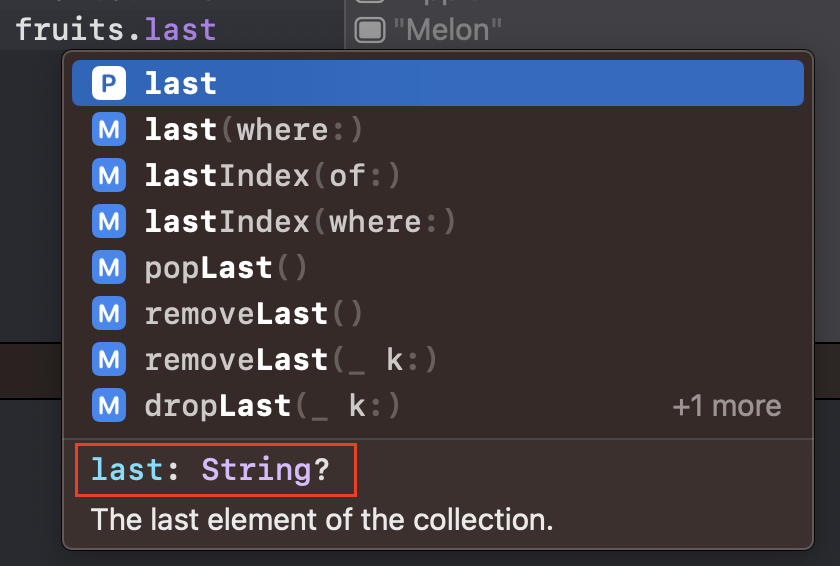 fruits.last
"Melon"
P last
M last(where:)
M lastIndex(of:)
M lastIndex(where:)
M popLast()
M removeLast()
M removeLast(_ k:)
M dropLast(_ k:)
+1 more
last: String?
The last element of the collection.